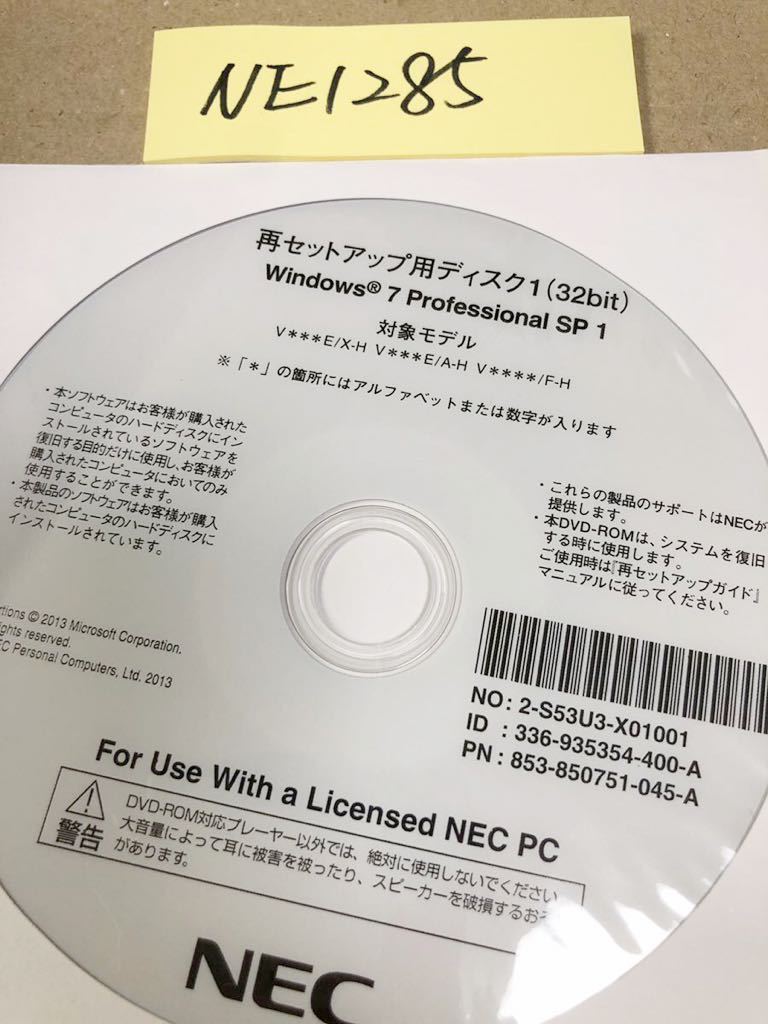 NE1285
再セットアップ用ディスク1(32bit)
Windows® 7 Professional SP 1
対象モデル
V***E/X-H V***E/A-H V****/F-H
※「*」の箇所にはアルファベットまたは数字が入ります
・本ソフトウェアはお客様が購入された
コンピュータのハードディスクにイン
ストールされているソフトウェアを
復旧する目的だけに使用し、お客様が
購入されたコンピュータにおいてのみ
使用することができます。
・本製品のソフトウェアはお客様が購入
されたコンピュータのハードディスクに
インストールされています。
・これらの製品のサポートはNECが
提供します。
・本DVD-ROMは、システムを復旧
する時に使用します。
ご使用時は『再セットアップガイド』
マニュアルに従ってください。
© 2013 Microsoft Corporation.
reserved.
Personal Computers, Ltd. 2013
NO: 2-S53U3-X01001
ID : 336-935354-400-A
PN : 853-850751-045-A
For Use With a Licensed NEC PC
警告
DVD-ROM対応プレーヤー以外では、絶対に使用しないでください
大音量によって耳に被害を被ったり、スピーカーを破損するおそ
があります。
NEC